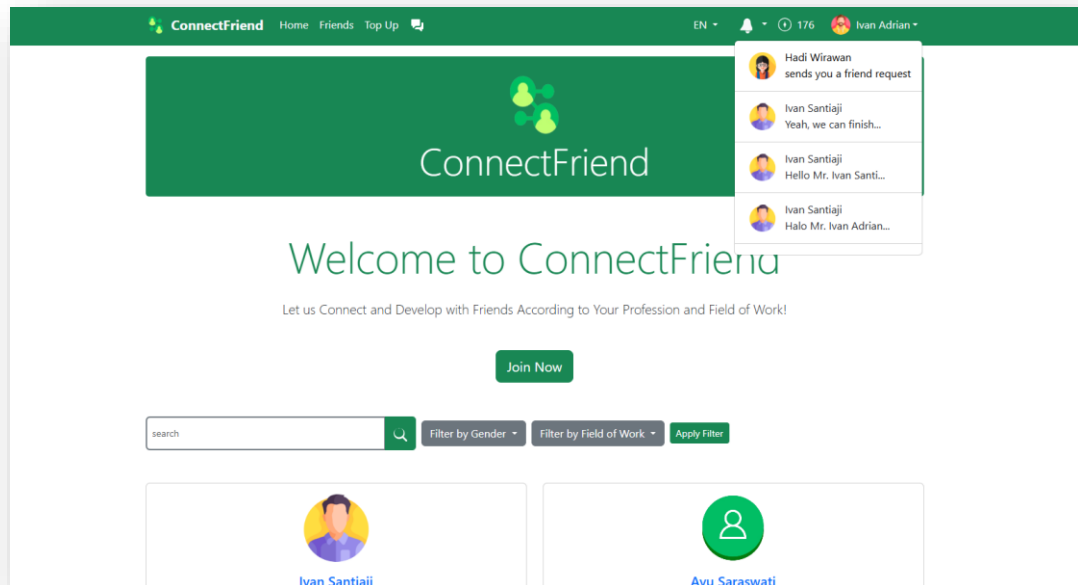 ConnectFriend Home Friends Top Up EN 176 Ivan Adrian
Hadi Wirawan
sends you a friend request
Ivan Santiaji
Yeah, we can finish...
Ivan Santiaji
Hello Mr. Ivan Santi...
Ivan Santiaji
Halo Mr. Ivan Adrian...
ConnectFriend
Welcome to ConnectFriend
Let us Connect and Develop with Friends According to Your Profession and Field of Work!
Join Now
search Filter by Gender Filter by Field of Work Apply Filter
Ivan Santiaji Ayu Saraswati